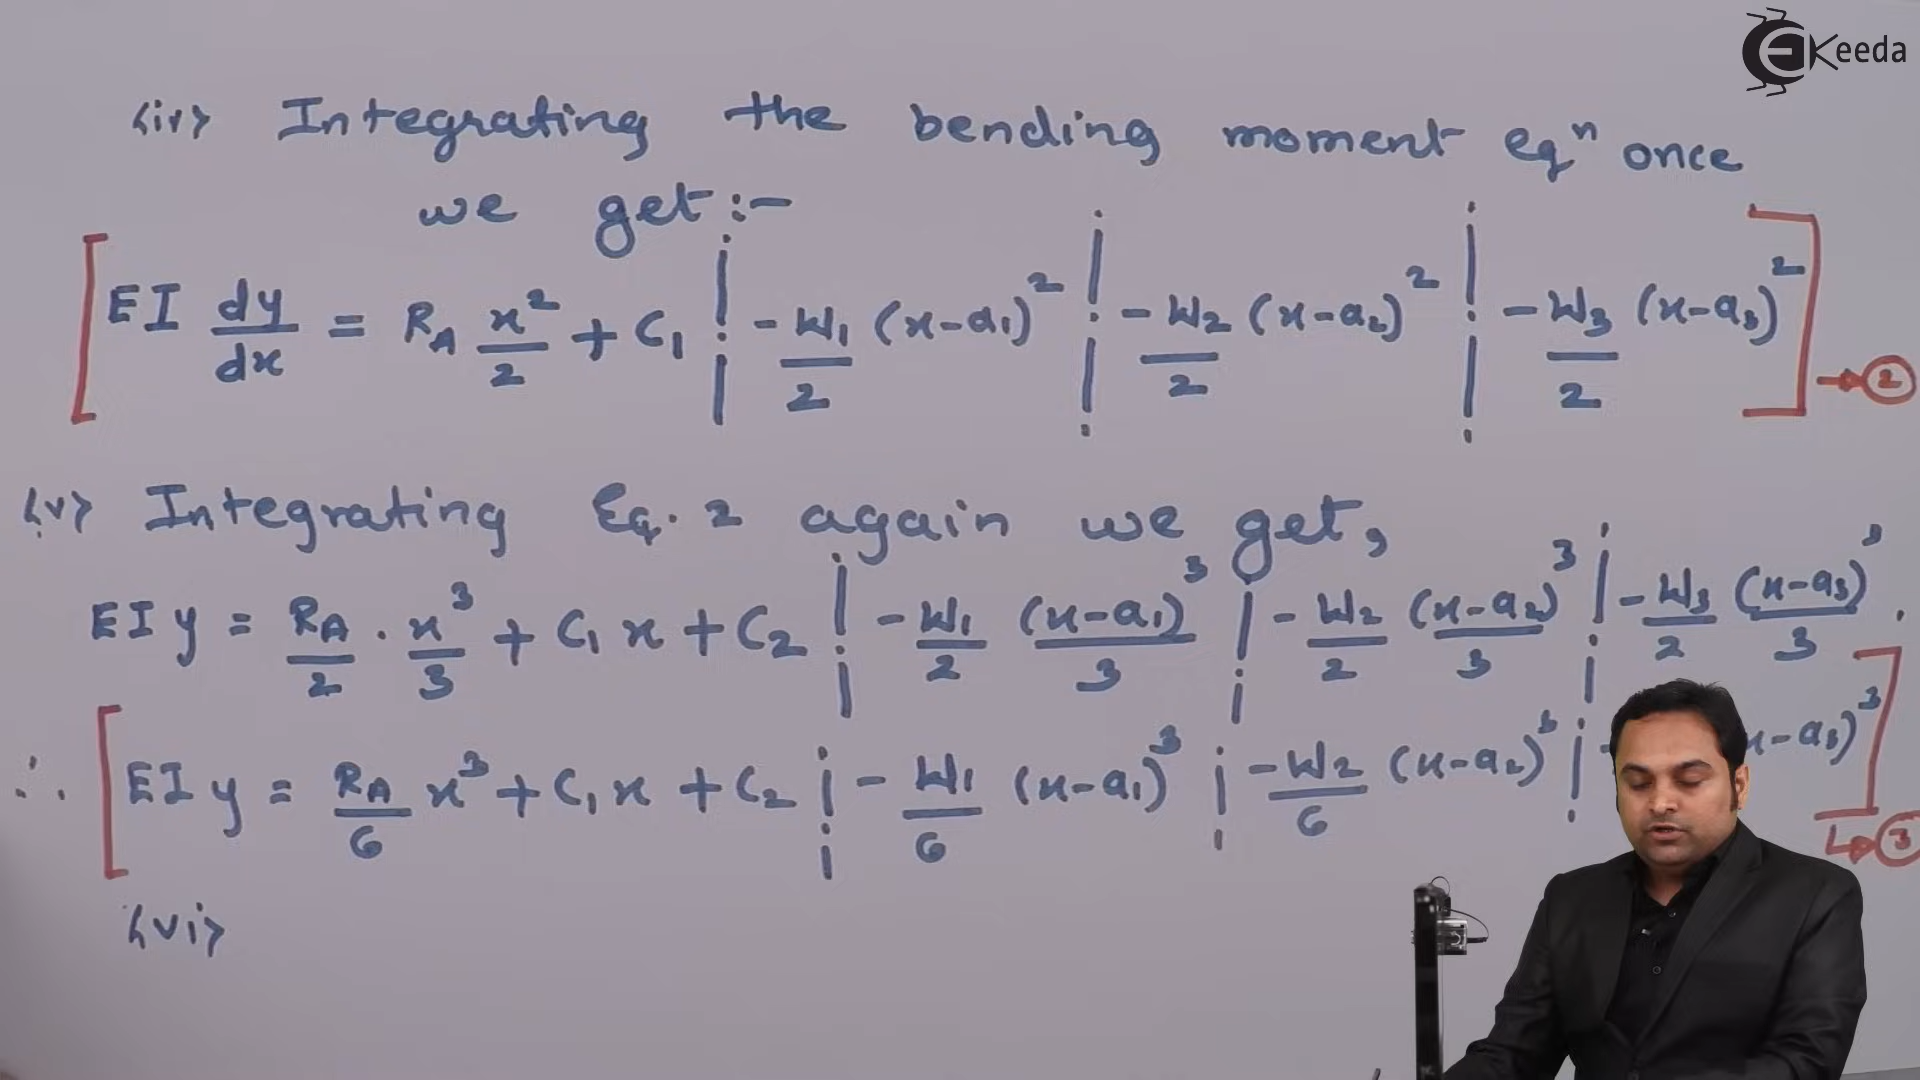 EKeeda
(iv) Integrating the bending moment eqⁿ once
we get :-
EI dy/dx = R_A x²/2 + C₁ ¦ - W₁/2 (x-a₁)² ¦ - W₂/2 (x-a₂)² ¦ - W₃/2 (x-a₃)² → ②
(v) Integrating Eq. 2 again we get,
EI y = R_A/2 . x³/3 + C₁x + C₂ ¦ - W₁/2 (x-a₁)³/3 ¦ - W₂/2 (x-a₂)³/3 ¦ - W₃/2 (x-a₃)³/3 .
∴ [EI y = R_A/6 x³ + C₁x + C₂ ¦ - W₁/6 (x-a₁)³ ¦ - W₂/6 (x-a₂)³ ¦ x-a₃)³] → ③
(vi)